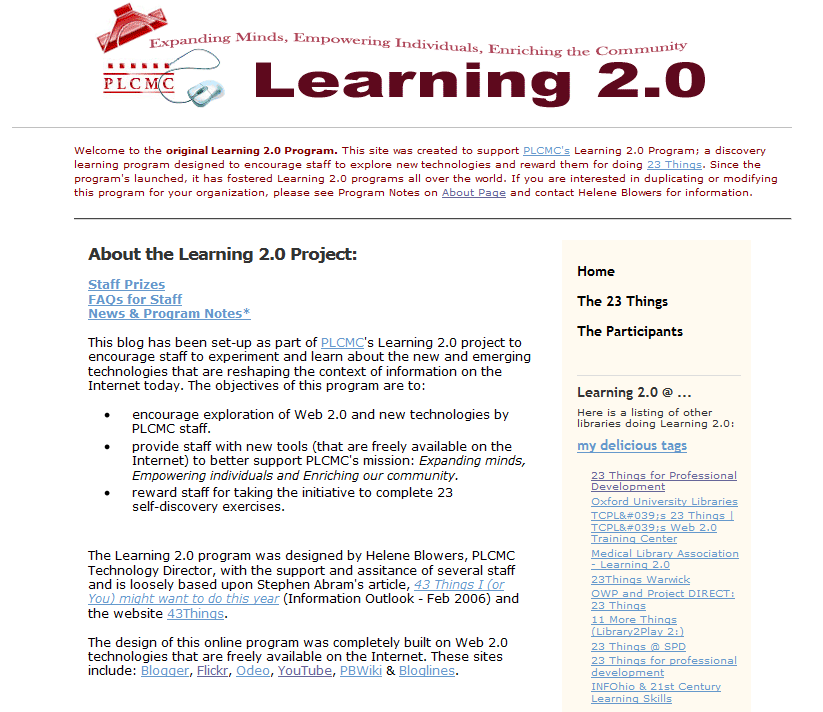 Expanding Minds, Empowering Individuals, Enriching the Community
PLCMC
Learning 2.0
Welcome to the original Learning 2.0 Program. This site was created to support PLCMC's Learning 2.0 Program; a discovery
learning program designed to encourage staff to explore new technologies and reward them for doing 23 Things. Since the
program's launched, it has fostered Learning 2.0 programs all over the world. If you are interested in duplicating or modifying
this program for your organization, please see Program Notes on About Page and contact Helene Blowers for information.
About the Learning 2.0 Project:
Staff Prizes
FAQs for Staff
News & Program Notes*
This blog has been set-up as part of PLCMC's Learning 2.0 project to
encourage staff to experiment and learn about the new and emerging
technologies that are reshaping the context of information on the
Internet today. The objectives of this program are to:
• encourage exploration of Web 2.0 and new technologies by
PLCMC staff.
• provide staff with new tools (that are freely available on the
Internet) to better support PLCMC's mission: Expanding minds,
Empowering individuals and Enriching our community.
• reward staff for taking the initiative to complete 23
self-discovery exercises.
The Learning 2.0 program was designed by Helene Blowers, PLCMC
Technology Director, with the support and assitance of several staff
and is loosely based upon Stephen Abram's article, 43 Things I (or
You) might want to do this year (Information Outlook - Feb 2006) and
the website 43Things.
The design of this online program was completely built on Web 2.0
technologies that are freely available on the Internet. These sites
include: Blogger, Flickr, Odeo, YouTube, PBWiki & Bloglines.
Home
The 23 Things
The Participants
Learning 2.0 @ ...
Here is a listing of other
libraries doing Learning 2.0:
my delicious tags
23 Things for Professional
Development
Oxford University Libraries
TCPL&#039;s 23 Things |
TCPL&#039;s Web 2.0
Training Center
Medical Library Association
- Learning 2.0
23Things Warwick
OWP and Project DIRECT:
23 Things
11 More Things
(Library2Play 2:)
23 Things @ SPD
23 Things for professional
development
INFOhio & 21st Century
Learning Skills